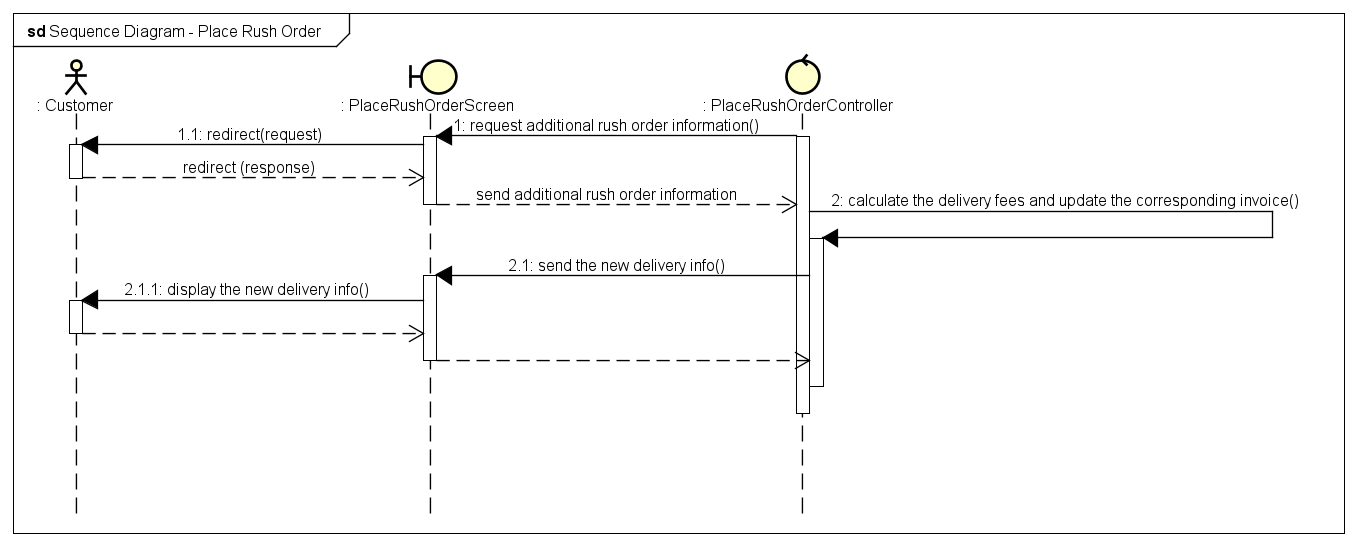 sd Sequence Diagram - Place Rush Order
: Customer
: PlaceRushOrderScreen
: PlaceRushOrderController
1: request additional rush order information()
1.1: redirect(request)
redirect (response)
send additional rush order information
2: calculate the delivery fees and update the corresponding invoice()
2.1: send the new delivery info()
2.1.1: display the new delivery info()